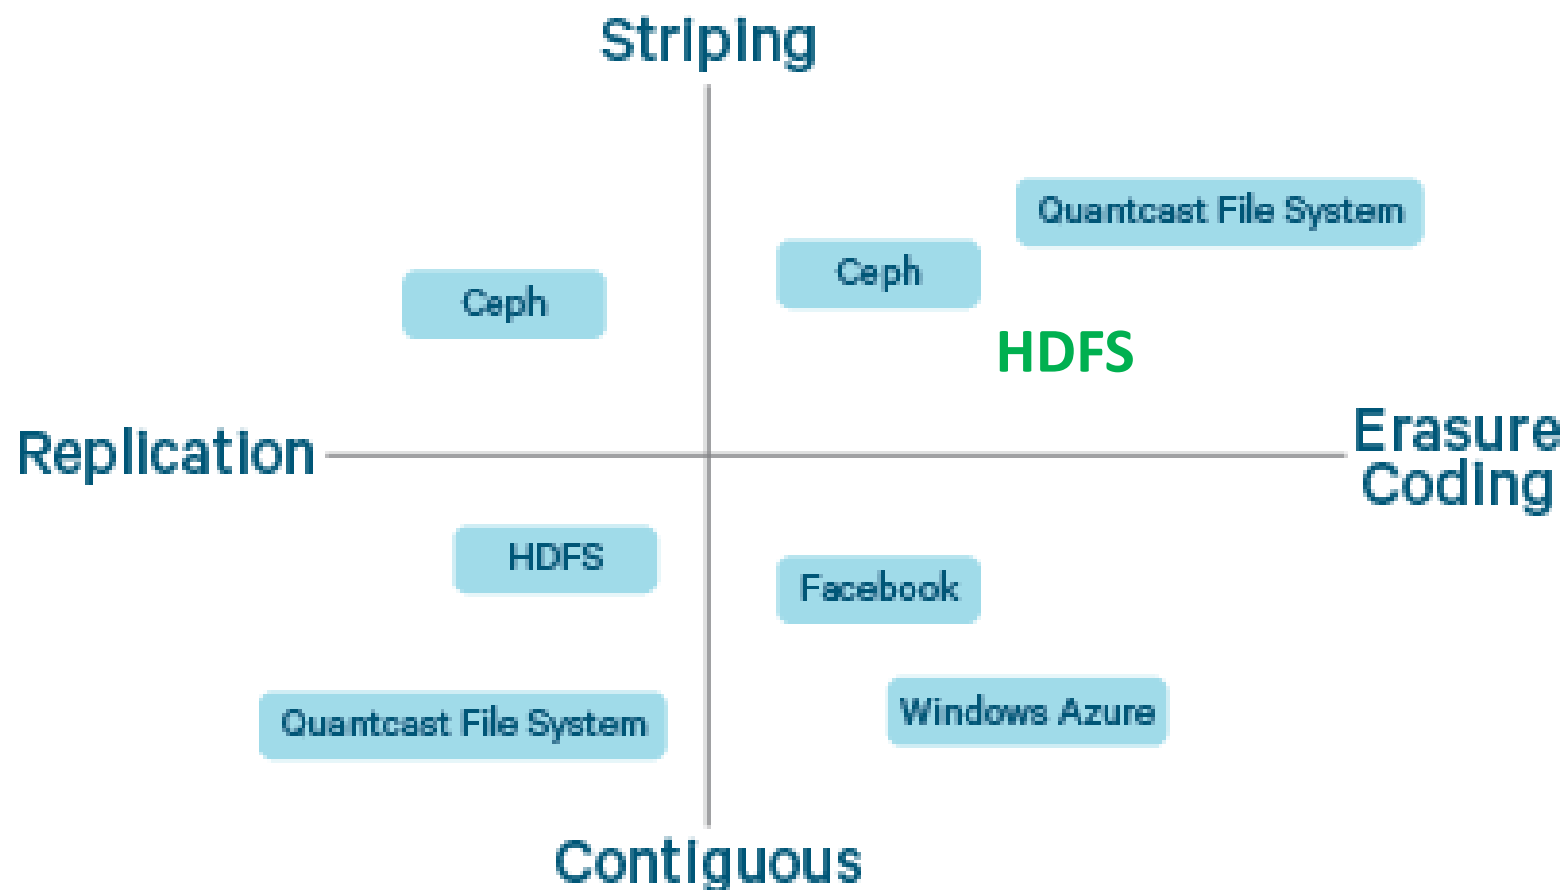 Striping
Quantcast File System
Ceph
Ceph
HDFS
Replication
Erasure
Coding
HDFS
Facebook
Quantcast File System
Windows Azure
Contiguous